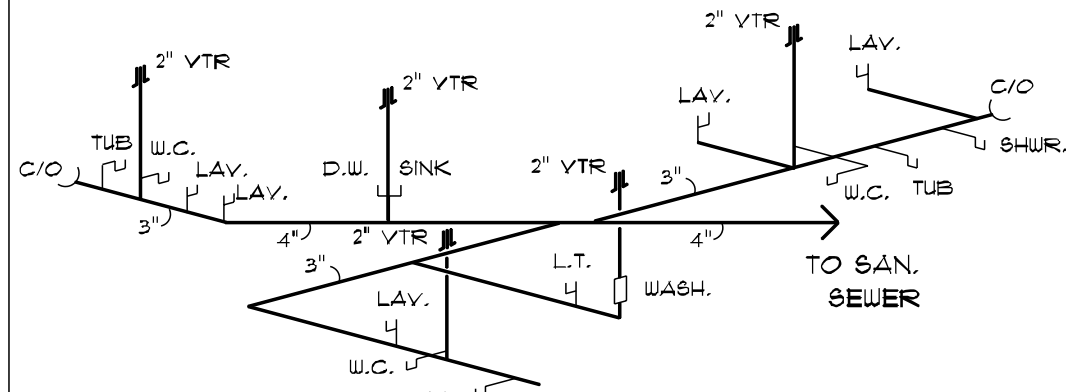 2" VTR
LAV.
2" VTR
2" VTR
C/O
LAV.
TUB
W.C.
SHWR.
C/O
LAV.
D.W.
SINK
2" VTR
3"
TUB
LAV.
W.C.
3"
4"
2" VTR
4"
3"
L.T.
TO SAN.
SEWER
WASH.
LAV.
W.C.